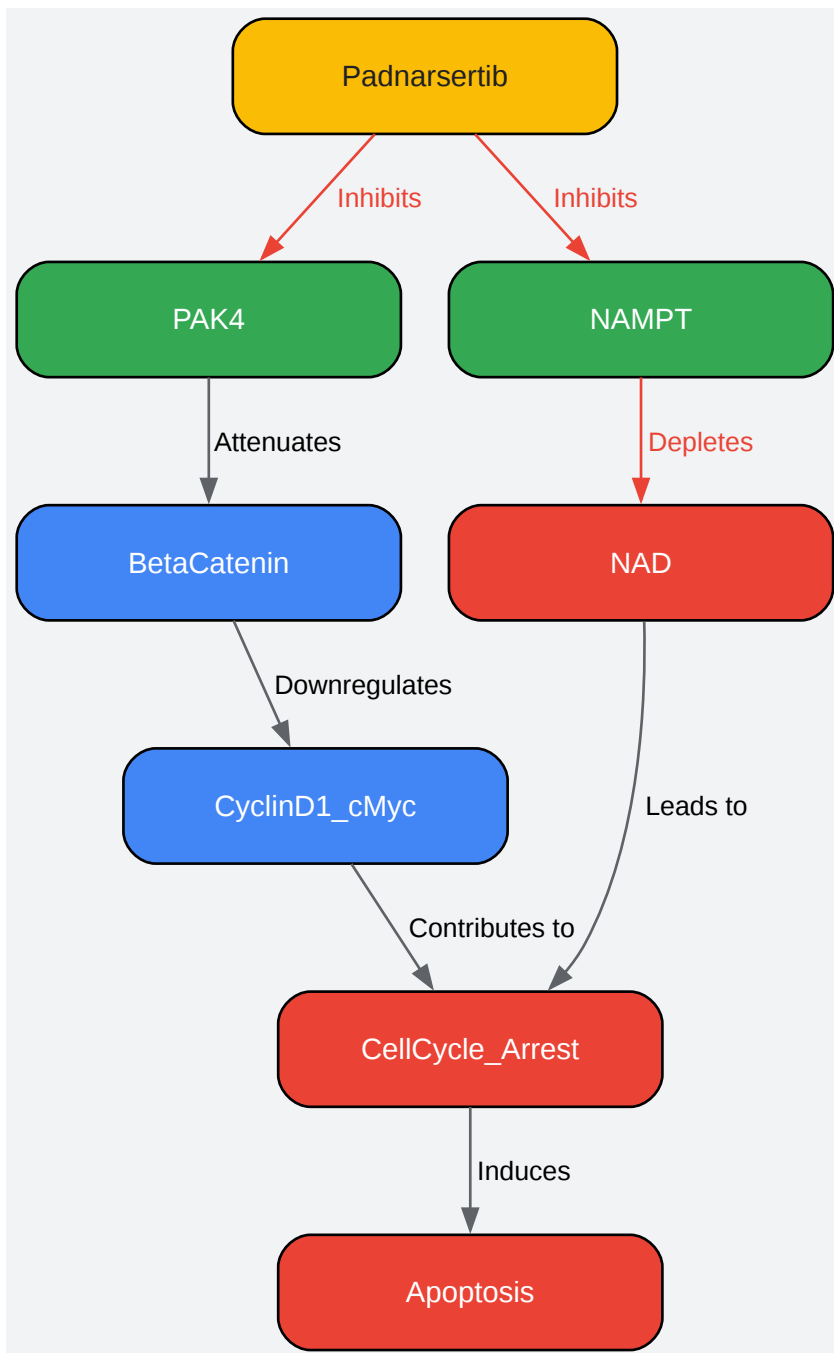 Padnarsertib
Inhibits
Inhibits
PAK4
NAMPT
Attenuates
Depletes
BetaCatenin
NAD
Downregulates
CyclinD1_cMyc
Leads to
Contributes to
CellCycle_Arrest
Induces
Apoptosis